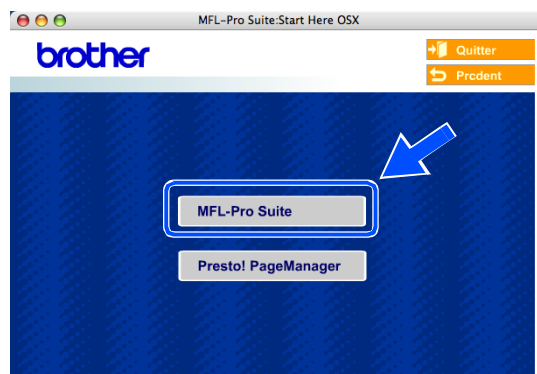 MFL-Pro Suite:Start Here OSX
brother
Quitter
Prcdent
MFL-Pro Suite
Presto! PageManager